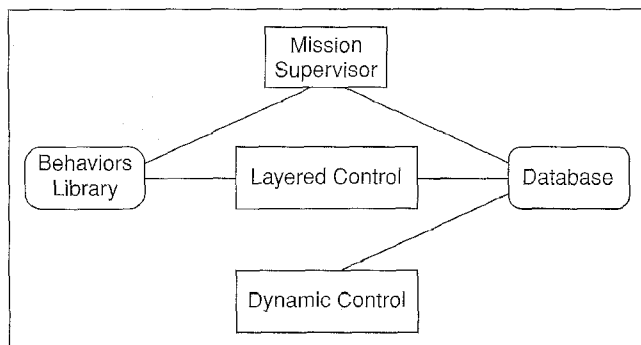 Mission
Supervisor
Behaviors
Library
Layered Control
Database
Dynamic Control